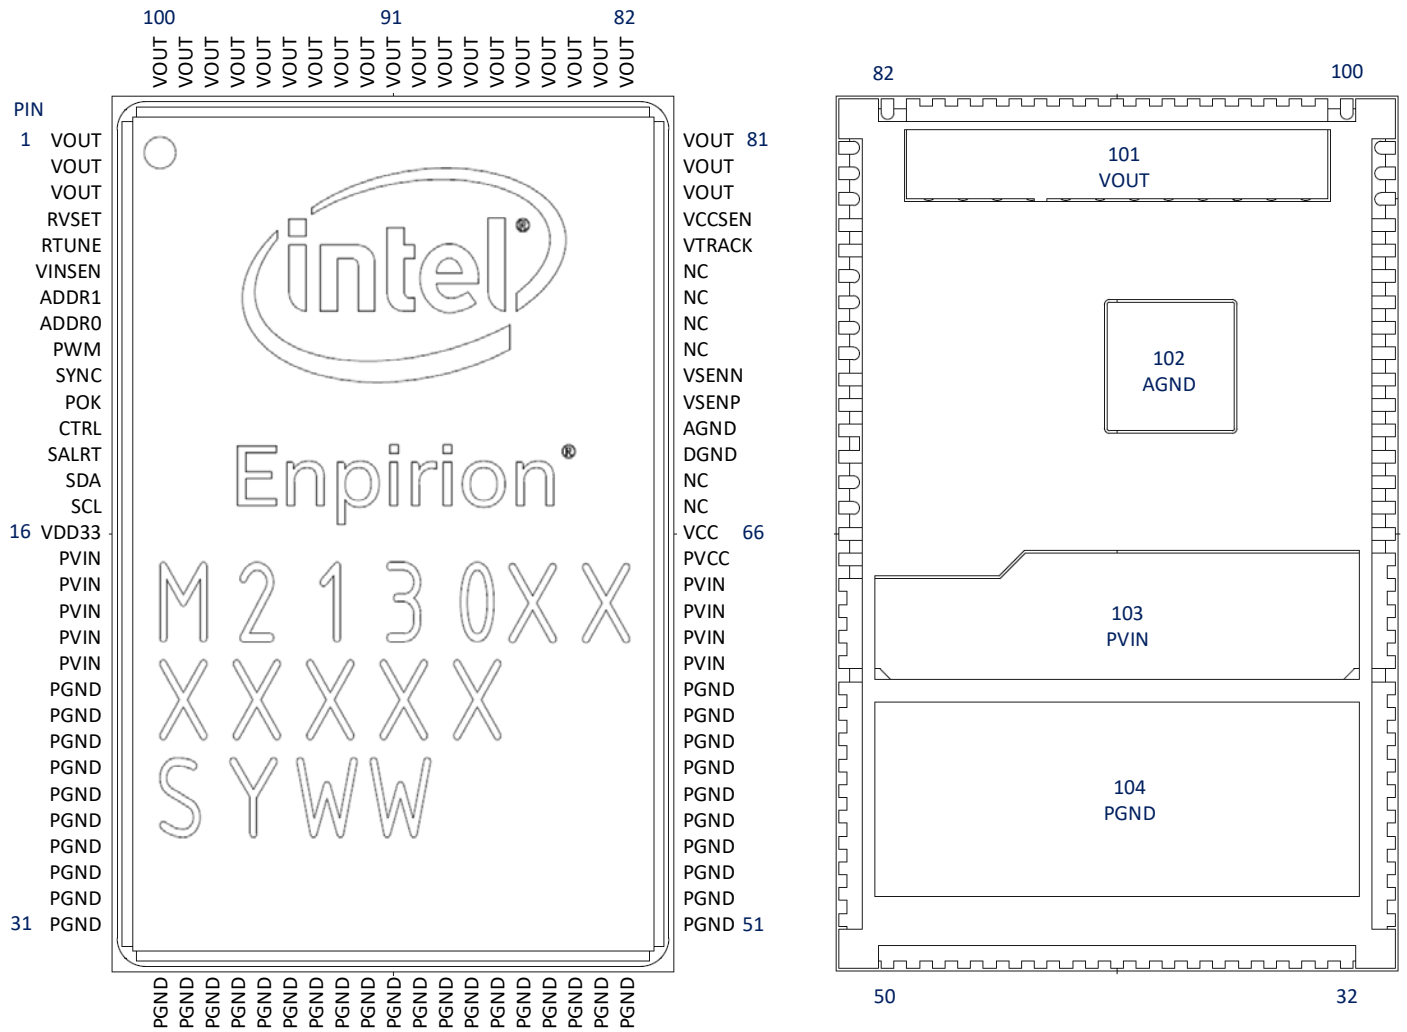 100 91 82
VOUT VOUT VOUT VOUT VOUT VOUT VOUT VOUT VOUT VOUT VOUT VOUT VOUT VOUT VOUT VOUT VOUT VOUT VOUT
PIN
1 VOUT
VOUT
VOUT
RVSET
RTUNE
VINSEN
ADDR1
ADDR0
PWM
SYNC
POK
CTRL
SALRT
SDA
SCL
16 VDD33
PVIN
PVIN
PVIN
PVIN
PVIN
PGND
PGND
PGND
PGND
PGND
PGND
PGND
PGND
PGND
31 PGND
intel®
Enpirion®
M2130XX
XXXXX
SYWW
VOUT 81
VOUT
VOUT
VCCSEN
VTRACK
NC
NC
NC
NC
VSENN
VSENP
AGND
DGND
NC
NC
VCC 66
PVCC
PVIN
PVIN
PVIN
PVIN
PGND
PGND
PGND
PGND
PGND
PGND
PGND
PGND
PGND
PGND 51
PGND PGND PGND PGND PGND PGND PGND PGND PGND PGND PGND PGND PGND PGND PGND PGND PGND PGND PGND
82 100
101
VOUT
102
AGND
103
PVIN
104
PGND
50 32